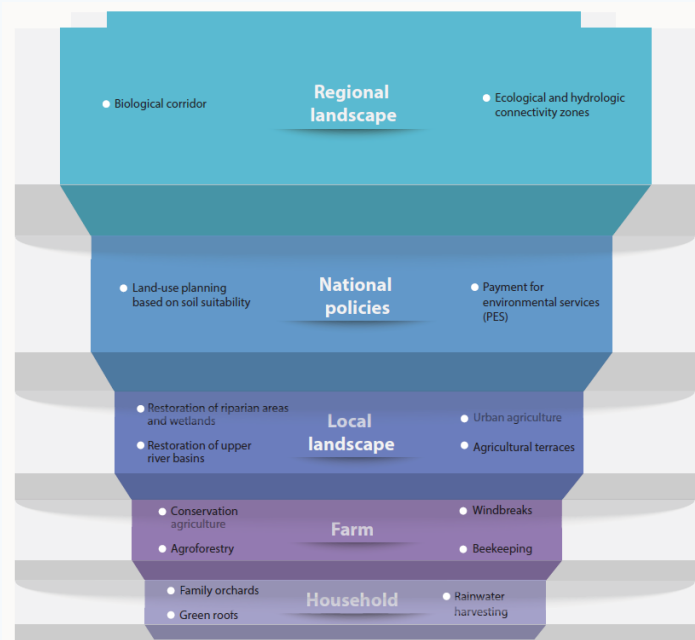 Regional
landscape
Biological corridor
Ecological and hydrologic
connectivity zones
National
policies
Land-use planning
based on soil suitability
Payment for
environmental services
(PES)
Local
landscape
Restoration of riparian areas
and wetlands
Restoration of upper
river basins
Urban agriculture
Agricultural terraces
Farm
Conservation
agriculture
Agroforestry
Windbreaks
Beekeeping
Household
Family orchards
Green roots
Rainwater
harvesting